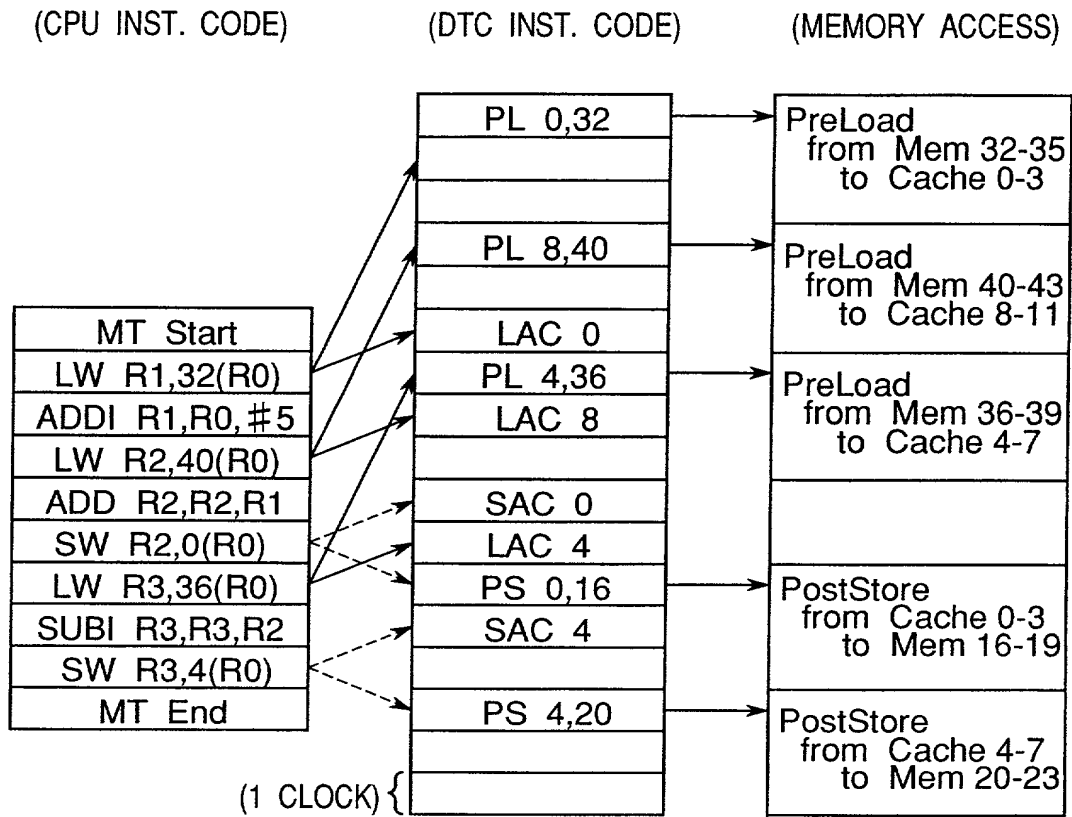 (CPU INST. CODE)
(DTC INST. CODE)
(MEMORY ACCESS)
MT Start
LW R1,32(R0)
ADDI R1,R0,#5
LW R2,40(R0)
ADD R2,R2,R1
SW R2,0(R0)
LW R3,36(R0)
SUBI R3,R3,R2
SW R3,4(R0)
MT End
PL 0,32
PL 8,40
LAC 0
PL 4,36
LAC 8
SAC 0
LAC 4
PS 0,16
SAC 4
PS 4,20
(1 CLOCK){
PreLoad
from Mem 32-35
to Cache 0-3
PreLoad
from Mem 40-43
to Cache 8-11
PreLoad
from Mem 36-39
to Cache 4-7
PostStore
from Cache 0-3
to Mem 16-19
PostStore
from Cache 4-7
to Mem 20-23